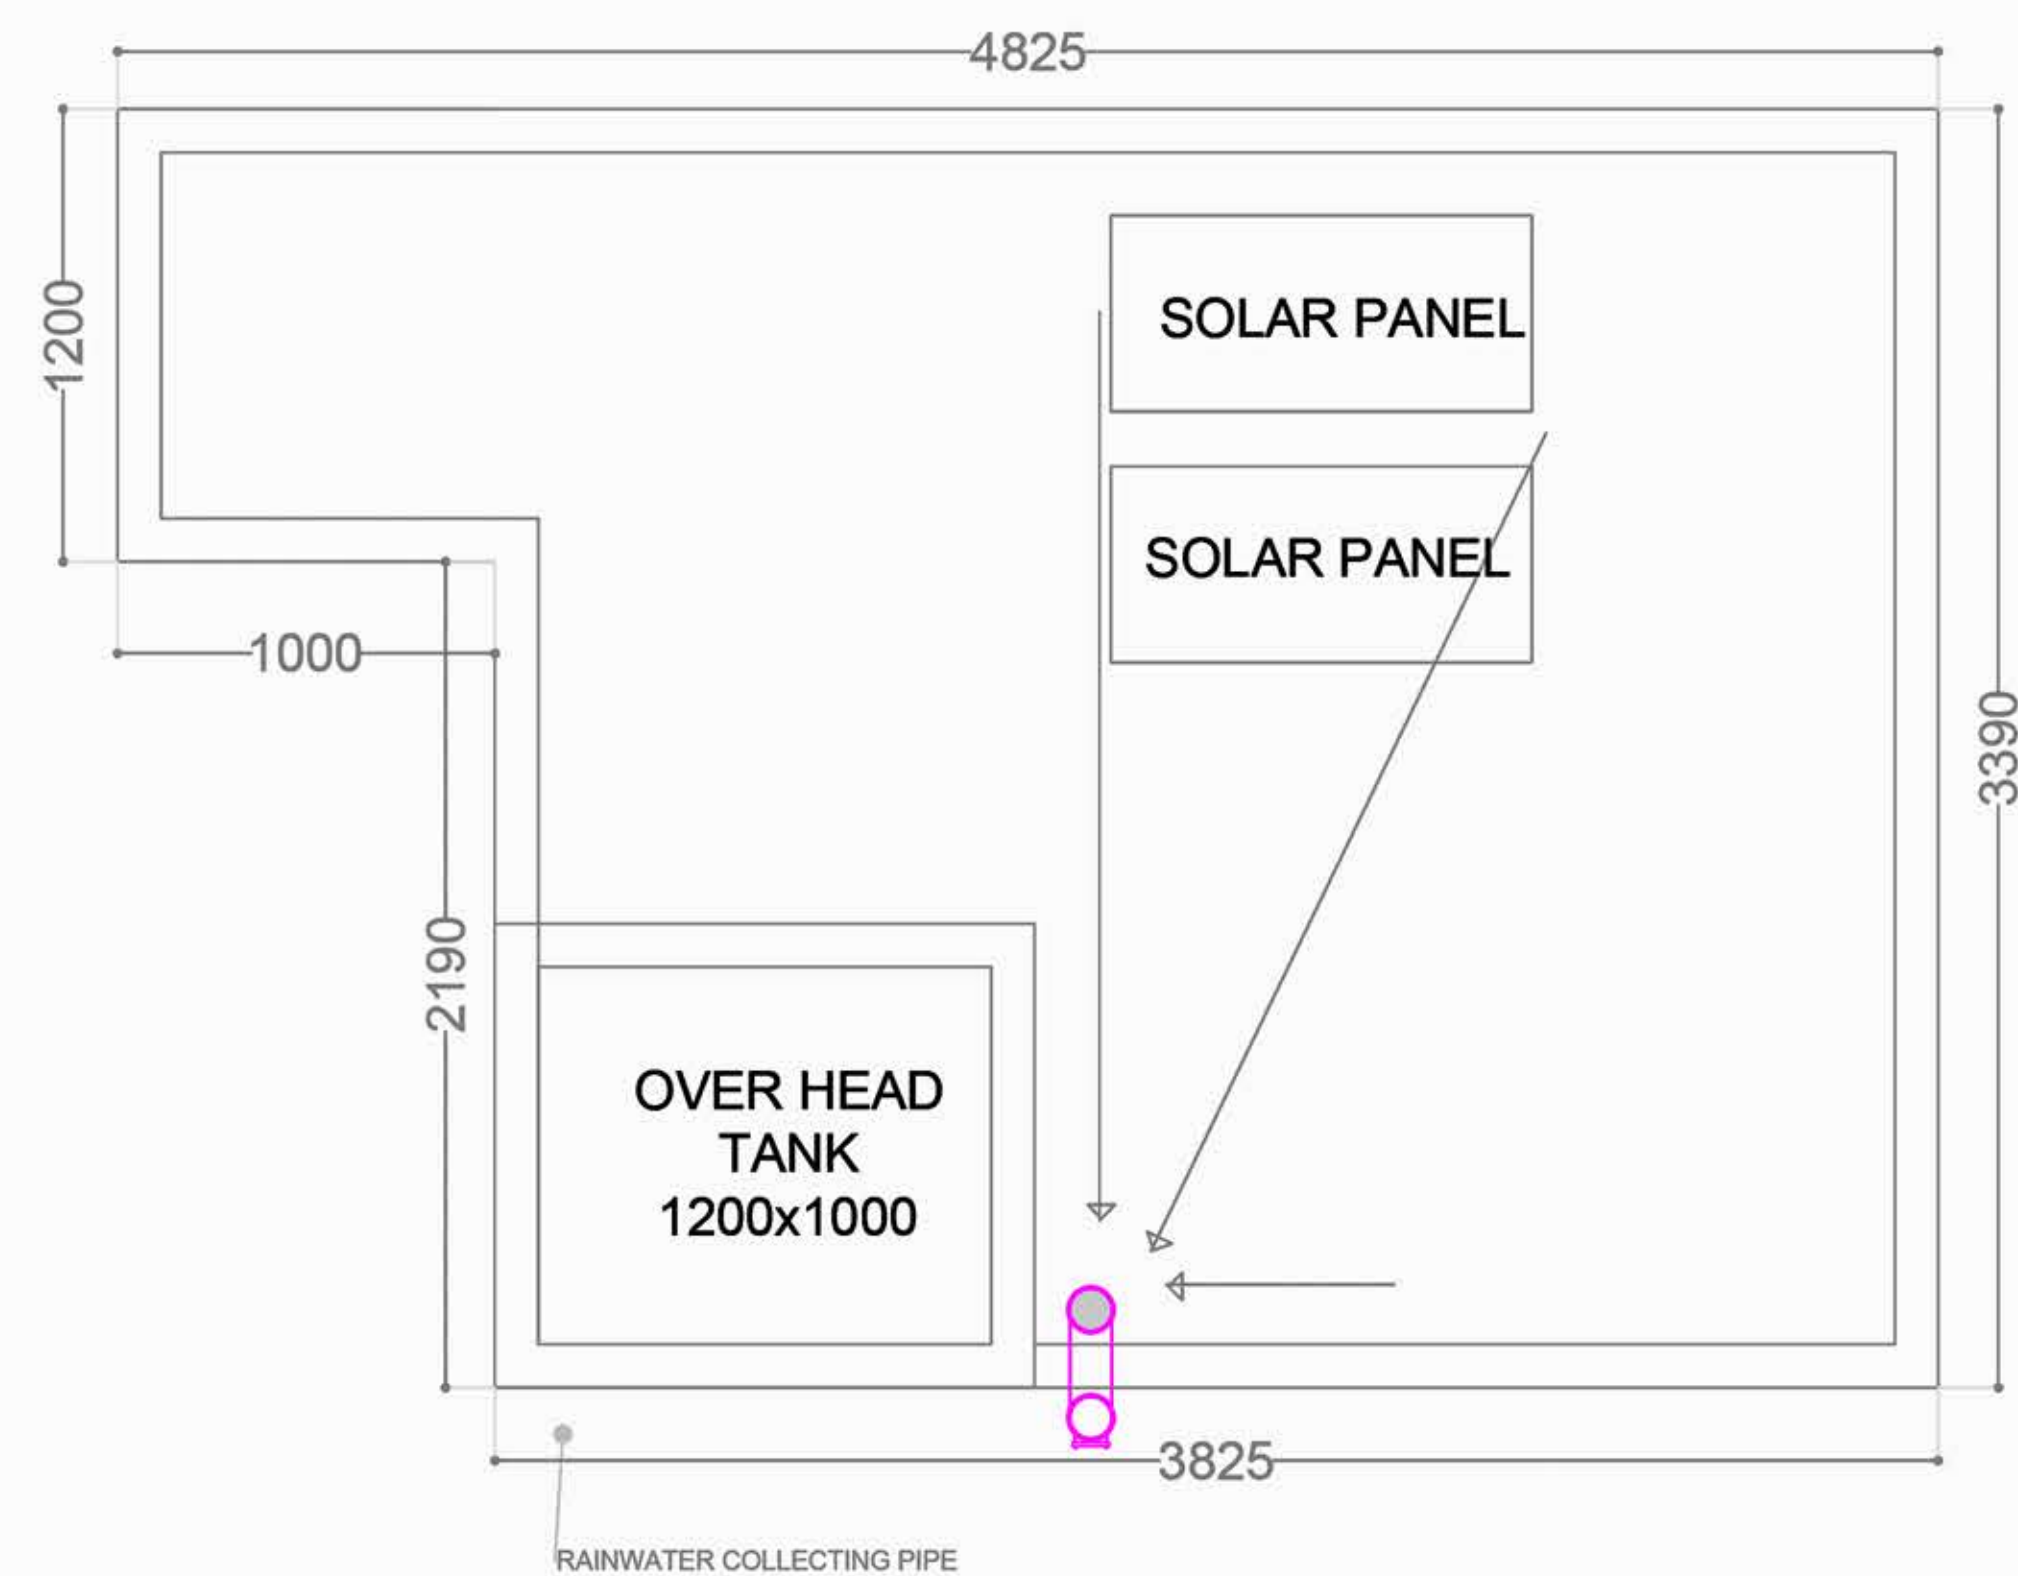 4825
1200
SOLAR PANEL
SOLAR PANEL
1000
3390
2190
OVER HEAD
TANK
1200x1000
3825
RAINWATER COLLECTING PIPE